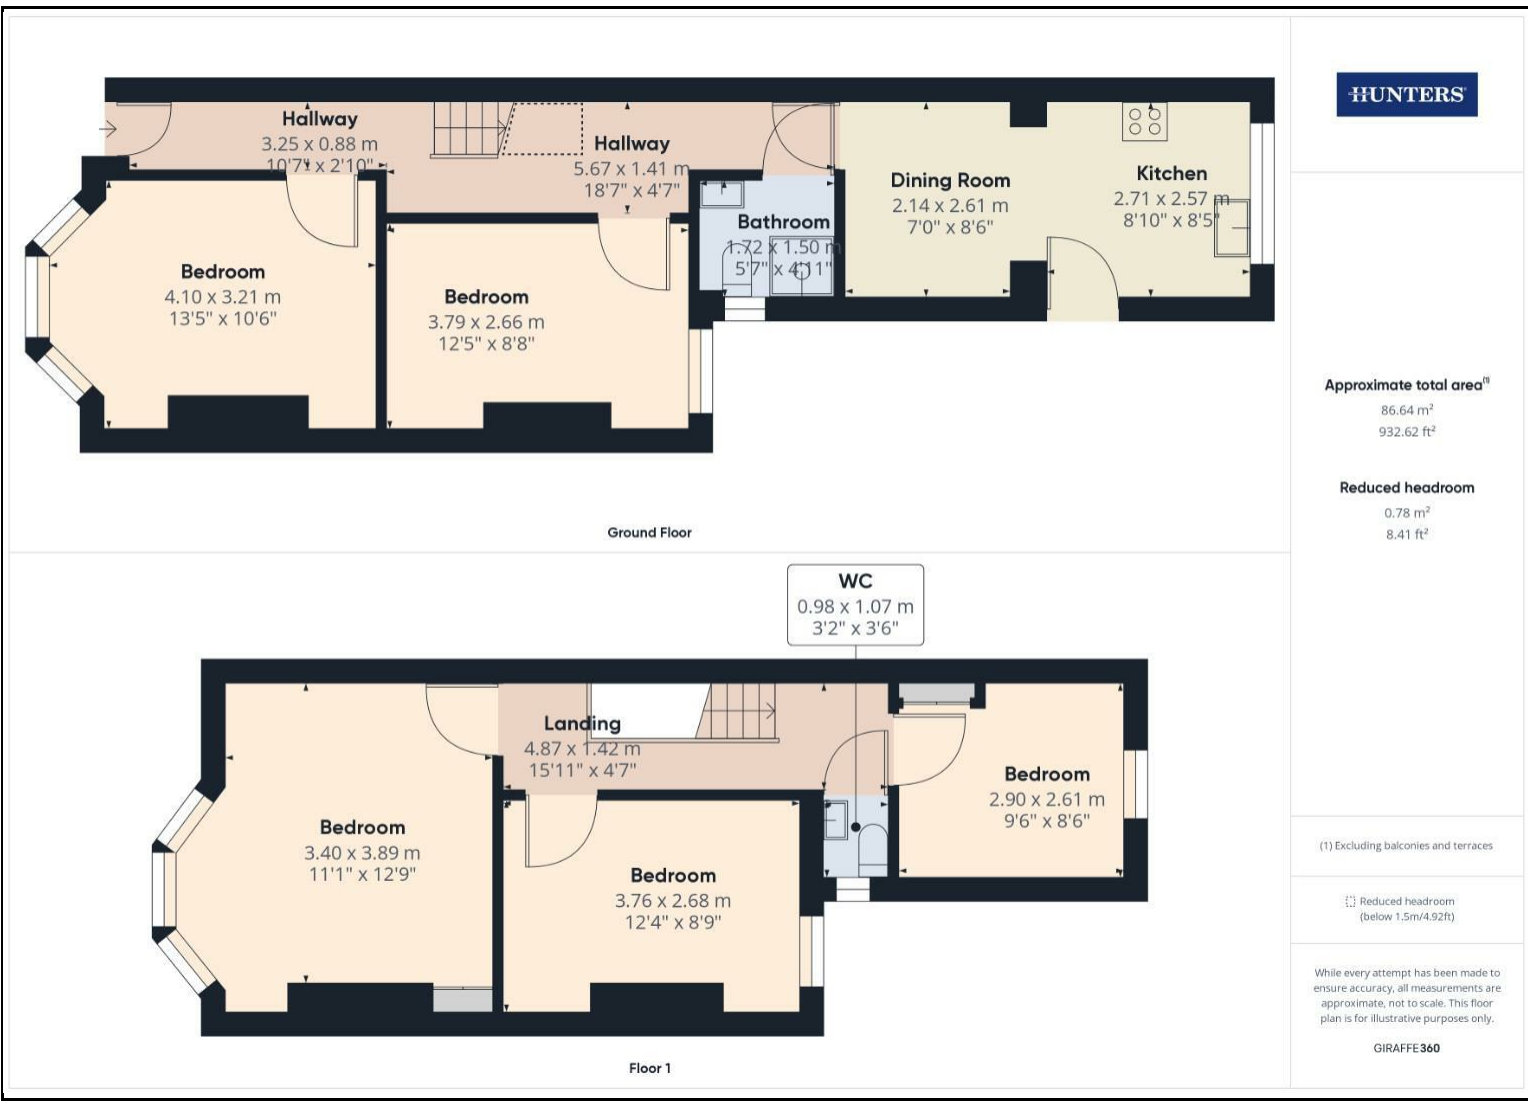 Hallway
3.25 x 0.88 m
10'7" x 2'10"
Hallway
5.67 x 1.41 m
18'7" x 4'7"
Bathroom
1.72 x 1.50 m
5'7" x 4'11"
Dining Room
2.14 x 2.61 m
7'0" x 8'6"
Kitchen
2.71 x 2.57 m
8'10" x 8'5"
Bedroom
4.10 x 3.21 m
13'5" x 10'6"
Bedroom
3.79 x 2.66 m
12'5" x 8'8"
Ground Floor
WC
0.98 x 1.07 m
3'2" x 3'6"
Landing
4.87 x 1.42 m
15'11" x 4'7"
Bedroom
2.90 x 2.61 m
9'6" x 8'6"
Bedroom
3.40 x 3.89 m
11'1" x 12'9"
Bedroom
3.76 x 2.68 m
12'4" x 8'9"
Floor 1
HUNTERS
Approximate total area(1)
86.64 m²
932.62 ft²
Reduced headroom
0.78 m²
8.41 ft²
(1) Excluding balconies and terraces
Reduced headroom
(below 1.5m/4.92ft)
While every attempt has been made to
ensure accuracy, all measurements are
approximate, not to scale. This floor
plan is for illustrative purposes only.
GIRAFFE360